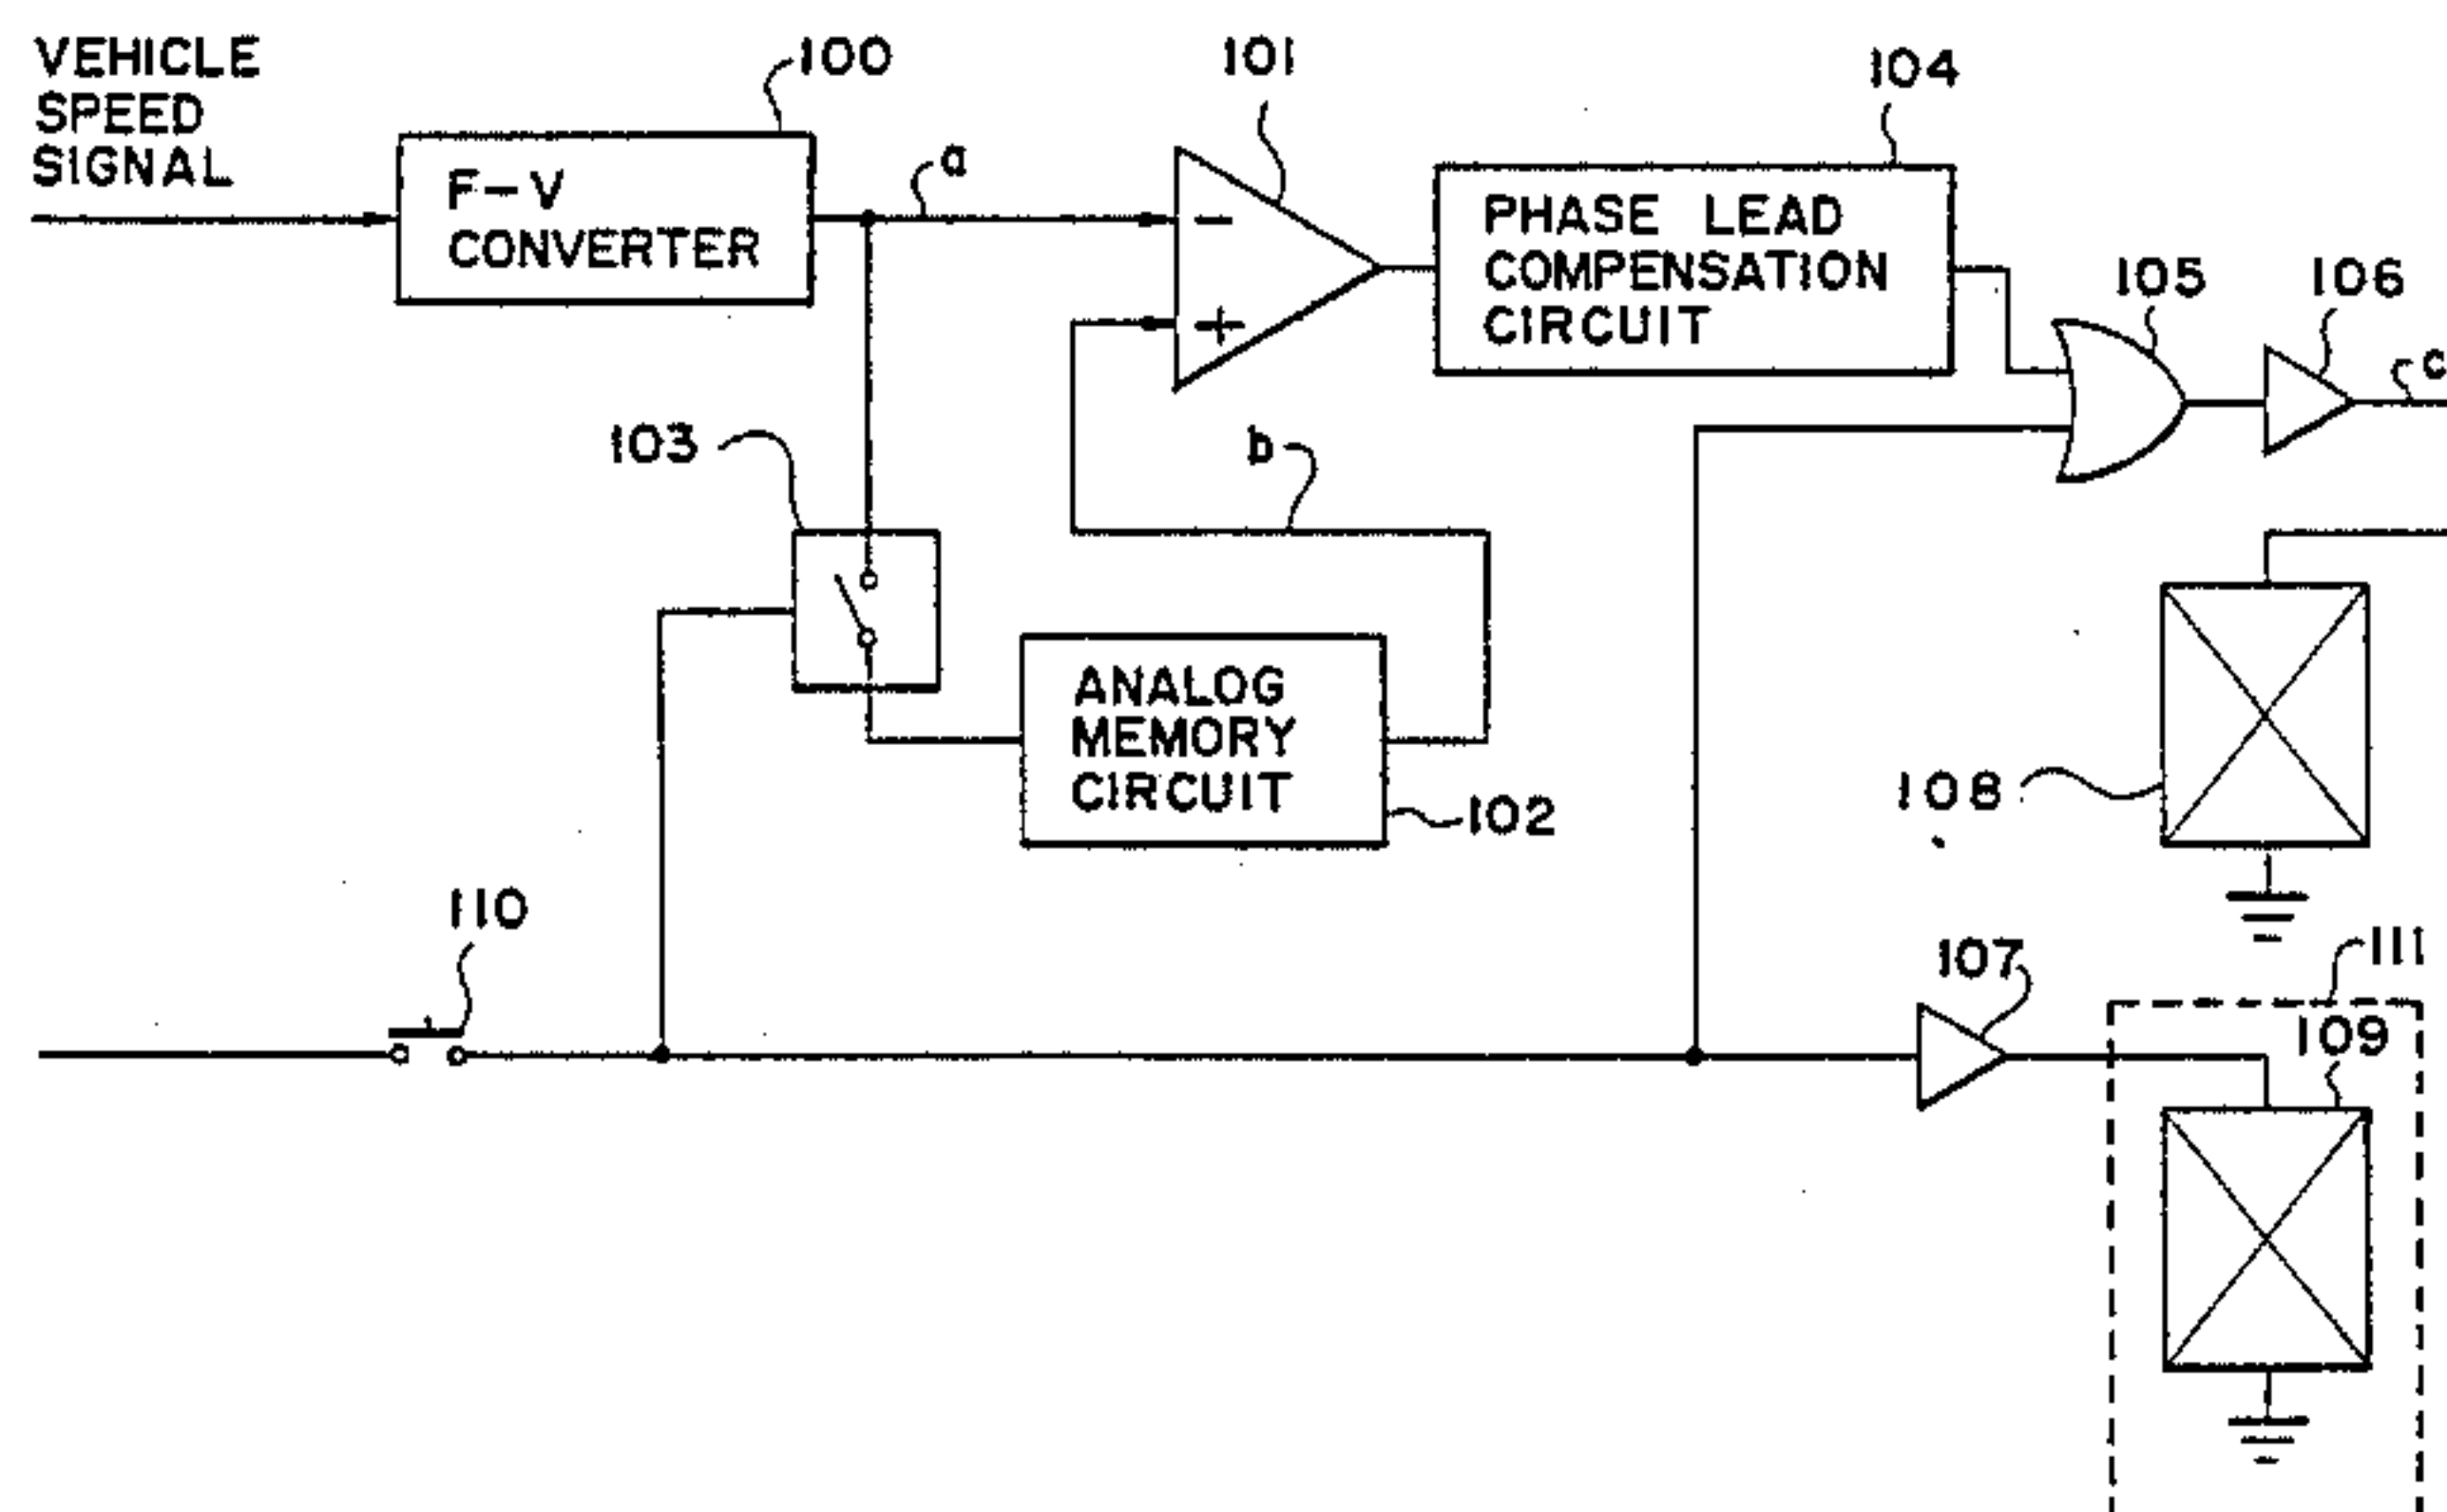 VEHICLE
SPEED
SIGNAL
100
F-V
CONVERTER
a
101
-
+
104
PHASE LEAD
COMPENSATION
CIRCUIT
105
106
c
103
b
ANALOG
MEMORY
CIRCUIT
102
108
110
107
111
109